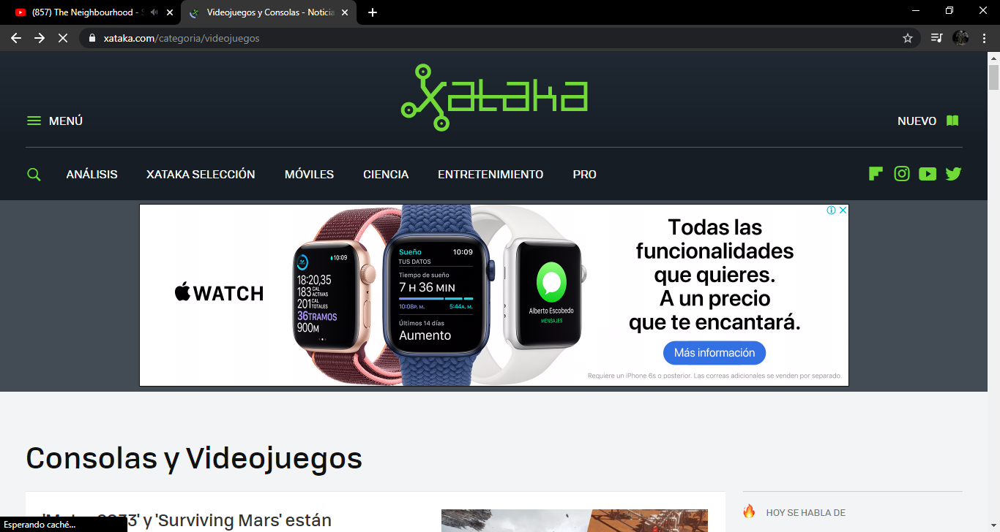 (857) The Neighbourhood - S
Videojuegos y Consolas - Noticia
xataka.com/categoria/videojuegos
xataka
MENÚ
NUEVO
ANÁLISIS
XATAKA SELECCIÓN
MÓVILES
CIENCIA
ENTRETENIMIENTO
PRO
WATCH
10:09
18:20,35
183 CAL ACTIVAS
201 CAL TOTALES
36TRAMOS
900M
Sueño 10:09
TUS DATOS
Tiempo de sueño
7 H 36 MIN
10:08P. M. 5:44A. M.
Últimos 14 días
Aumento
Alberto Escobedo
MENSAJES
Todas las
funcionalidades
que quieres.
A un precio
que te encantará.
Más información
Requiere un iPhone 6s o posterior. Las correas adicionales se venden por separado.
Consolas y Videojuegos
y 'Surviving Mars' están
HOY SE HABLA DE
Esperando caché...